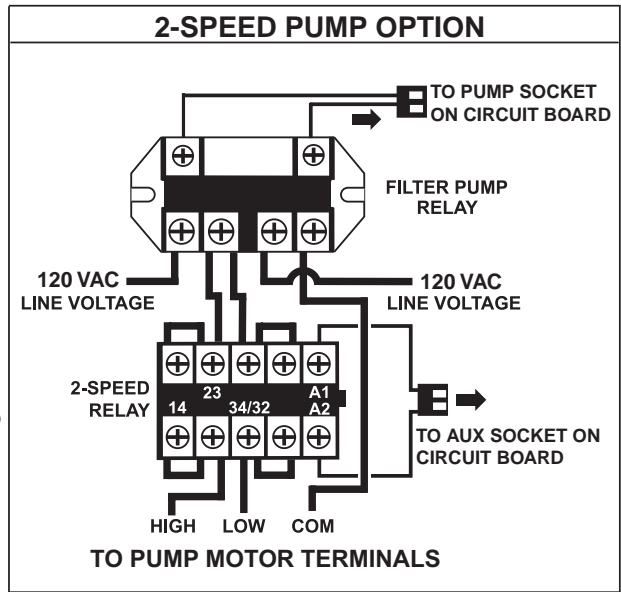 2-SPEED PUMP OPTION
TO PUMP SOCKET
ON CIRCUIT BOARD
FILTER PUMP
RELAY
120 VAC
LINE VOLTAGE
120 VAC
LINE VOLTAGE
2-SPEED
RELAY
23
A1
14
34/32
A2
TO AUX SOCKET ON
CIRCUIT BOARD
HIGH
LOW
COM
TO PUMP MOTOR TERMINALS